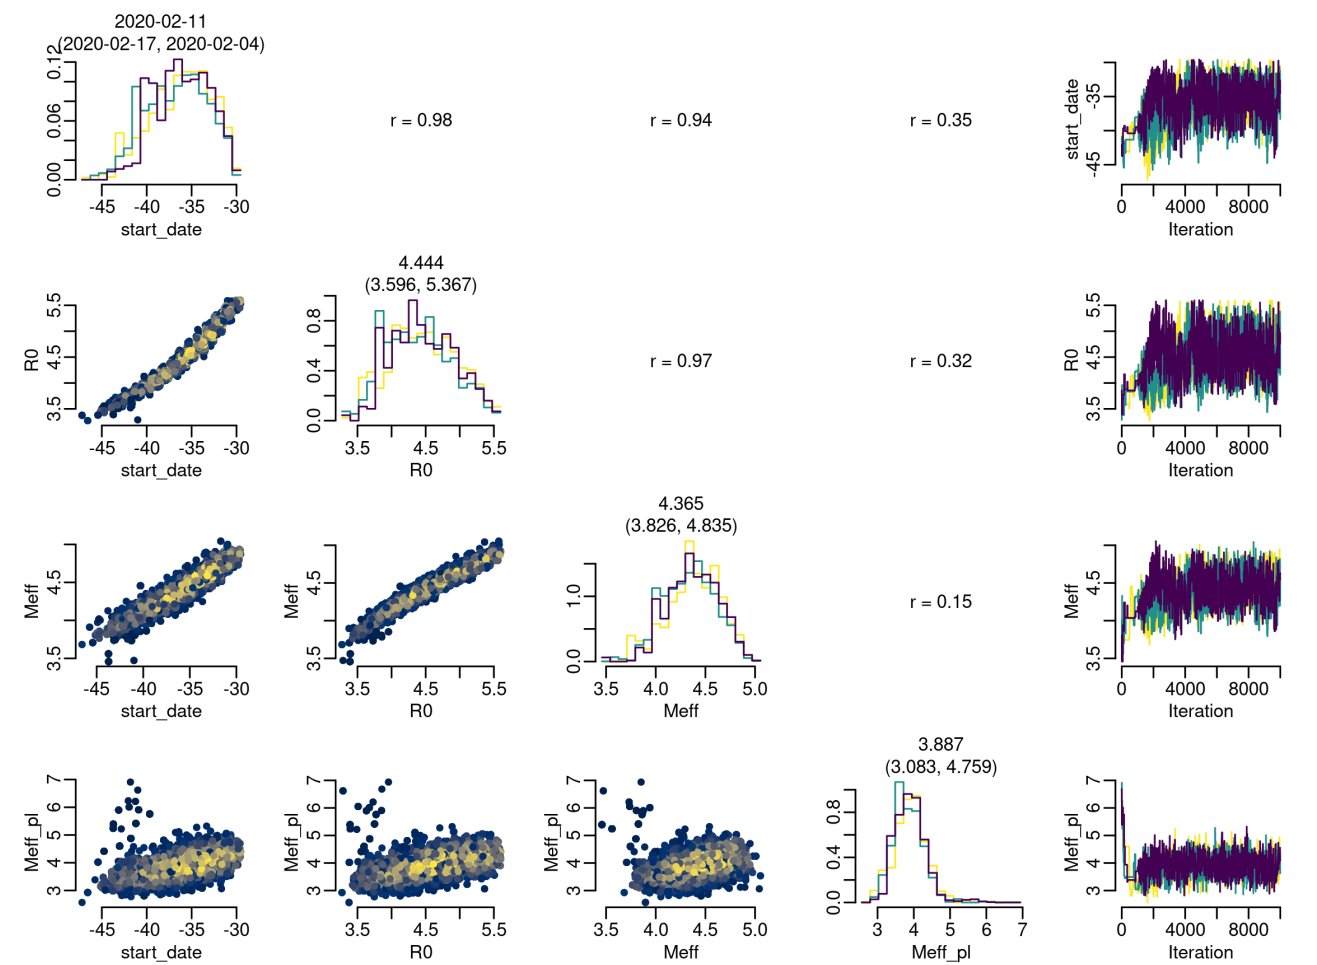 2020-02-11
(2020-02-17, 2020-02-04)
0.00 0.06 0.12
-45 -40 -35 -30
start_date
r = 0.98
r = 0.94
r = 0.35
start_date
-45 -35
0 4000 8000
Iteration
R0
3.5 4.5 5.5
-45 -40 -35 -30
start_date
4.444
(3.596, 5.367)
0.0 0.4 0.8
3.5 4.5 5.5
R0
r = 0.97
r = 0.32
R0
3.5 4.5 5.5
0 4000 8000
Iteration
Meff
3.5 4.5
-45 -40 -35 -30
start_date
Meff
3.5 4.5
3.5 4.5 5.5
R0
4.365
(3.826, 4.835)
0.0 1.0
3.5 4.0 4.5 5.0
Meff
r = 0.15
Meff
3.5 4.5
0 4000 8000
Iteration
Meff_pl
3 4 5 6 7
-45 -40 -35 -30
start_date
Meff_pl
3 4 5 6 7
3.5 4.5 5.5
R0
Meff_pl
3 4 5 6 7
3.5 4.0 4.5 5.0
Meff
3.887
(3.083, 4.759)
0.0 0.4 0.8
3 4 5 6 7
Meff_pl
Meff_pl
3 4 5 6 7
0 4000 8000
Iteration